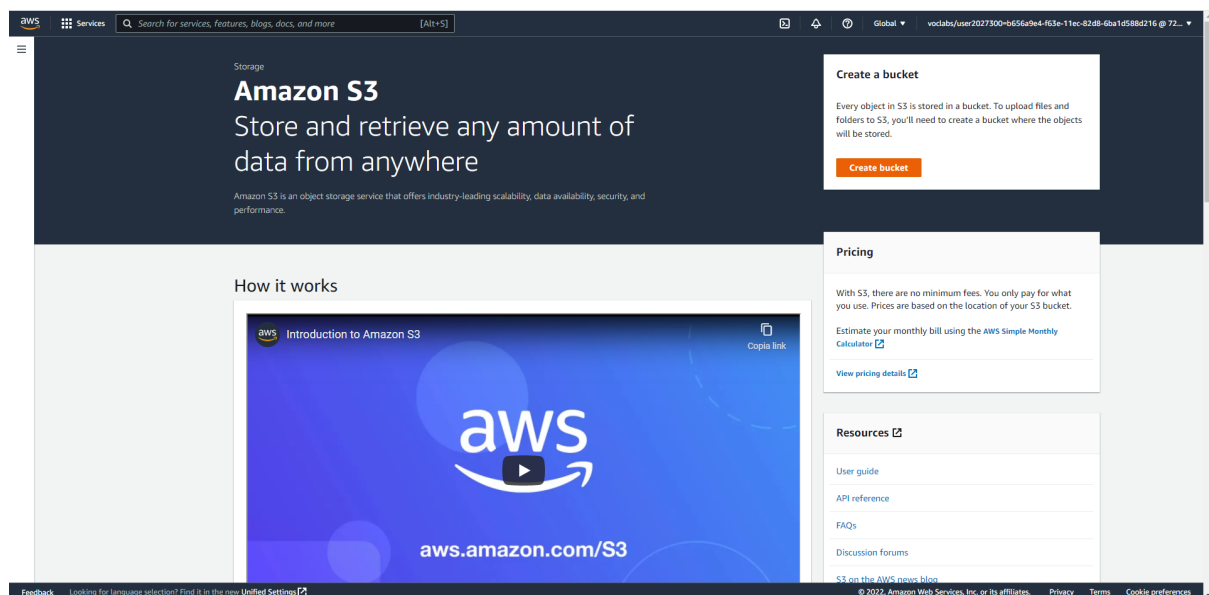 aws
Services
Search for services, features, blogs, docs, and more
[Alt+S]
Global ▼
voclabs/user2027300=b656a9e4-f63e-11ec-82d8-6ba1d588d216 @ 72... ▼
Storage
Amazon S3
Store and retrieve any amount of
data from anywhere
Amazon S3 is an object storage service that offers industry-leading scalability, data availability, security, and
performance.
Create a bucket
Every object in S3 is stored in a bucket. To upload files and
folders to S3, you'll need to create a bucket where the objects
will be stored.
Create bucket
How it works
aws
Introduction to Amazon S3
Copia link
aws
aws.amazon.com/S3
Pricing
With S3, there are no minimum fees. You only pay for what
you use. Prices are based on the location of your S3 bucket.
Estimate your monthly bill using the AWS Simple Monthly
Calculator
View pricing details
Resources
User guide
API reference
FAQs
Discussion forums
S3 on the AWS news blog
Feedback
Looking for language selection? Find it in the new Unified Settings
© 2022, Amazon Web Services, Inc. or its affiliates.
Privacy
Terms
Cookie preferences